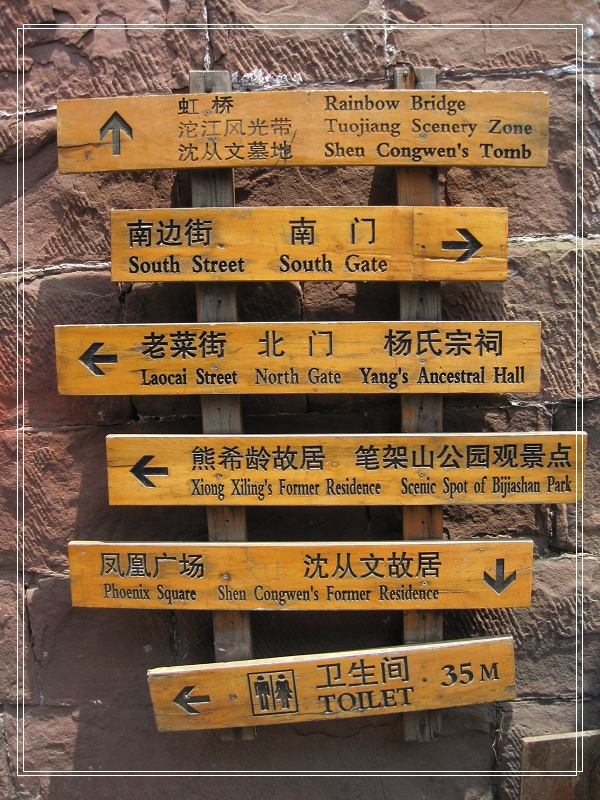 虹 桥 Rainbow Bridge
沱江风光带 Tuojiang Scenery Zone
沈从文墓地 Shen Congwen's Tomb
南边街 南 门
South Street South Gate
老菜街 北 门 杨氏宗祠
Laocai Street North Gate Yang's Ancestral Hall
熊希龄故居 笔架山公园观景点
Xiong Xiling's Former Residence Scenic Spot of Bijiashan Park
凤凰广场 沈从文故居
Phoenix Square Shen Congwen's Former Residence
卫生间 35M
TOILET